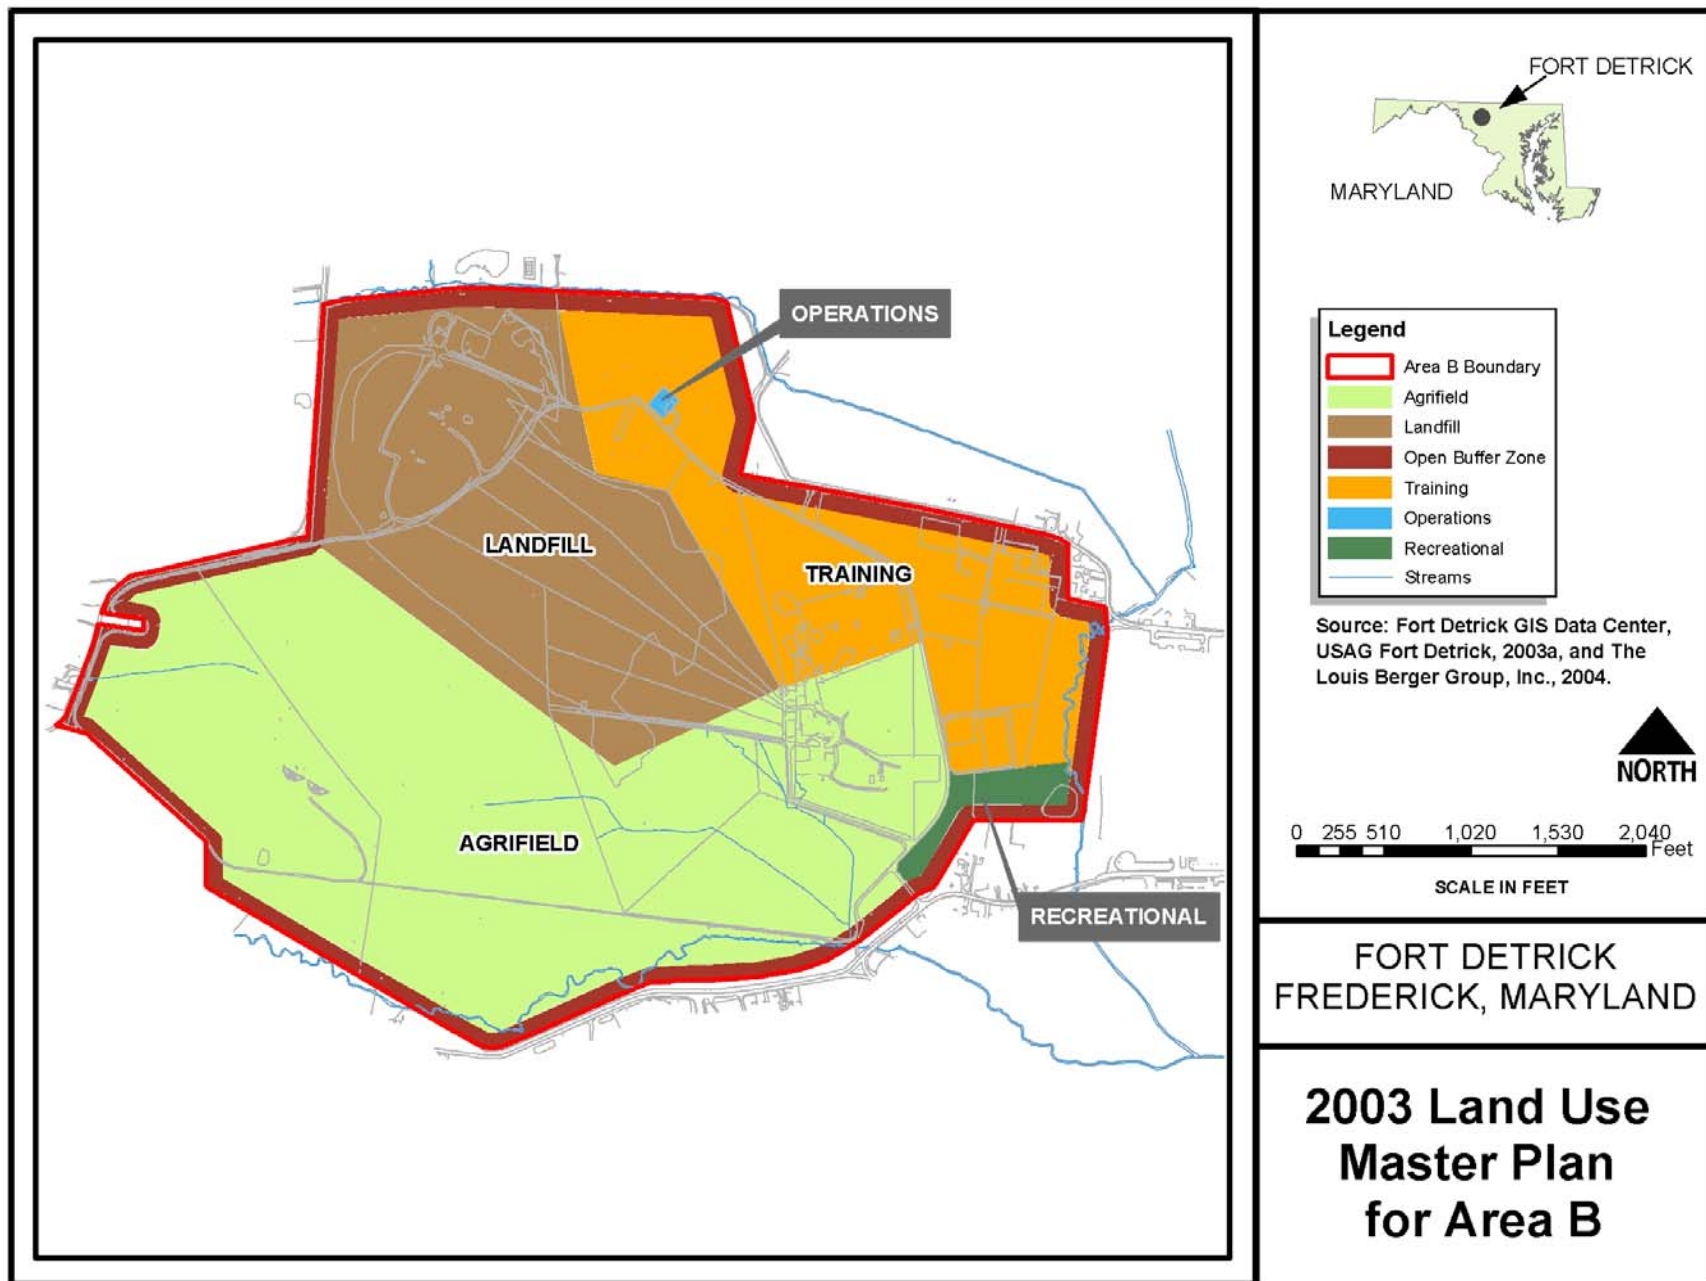 OPERATIONS
LANDFILL
TRAINING
AGRIFIELD
RECREATIONAL
FORT DETRICK
MARYLAND
Legend
Area B Boundary
Agrifield
Landfill
Open Buffer Zone
Training
Operations
Recreational
Streams
Source: Fort Detrick GIS Data Center,
USAG Fort Detrick, 2003a, and The
Louis Berger Group, Inc., 2004.
NORTH
0 255 510 1,020 1,530 2,040
Feet
SCALE IN FEET
FORT DETRICK
FREDERICK, MARYLAND
2003 Land Use
Master Plan
for Area B